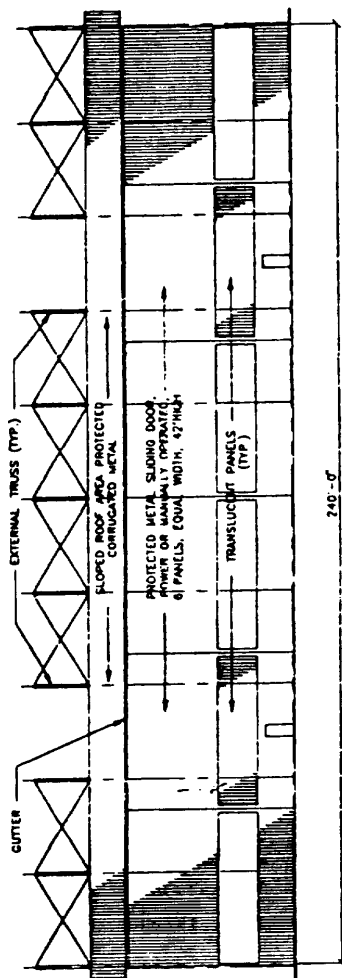 EXTERNAL TRUSS (TYP.)
GUTTER
SLOPED ROOF AREA PROTECTED
CORRUGATED METAL
PROTECTED METAL SLIDING DOOR,
POWER OR MANUALLY OPERATED,
6 PANELS, EQUAL WIDTH, 42' HIGH
TRANSLUCENT PANELS
(TYP)
240'-0"